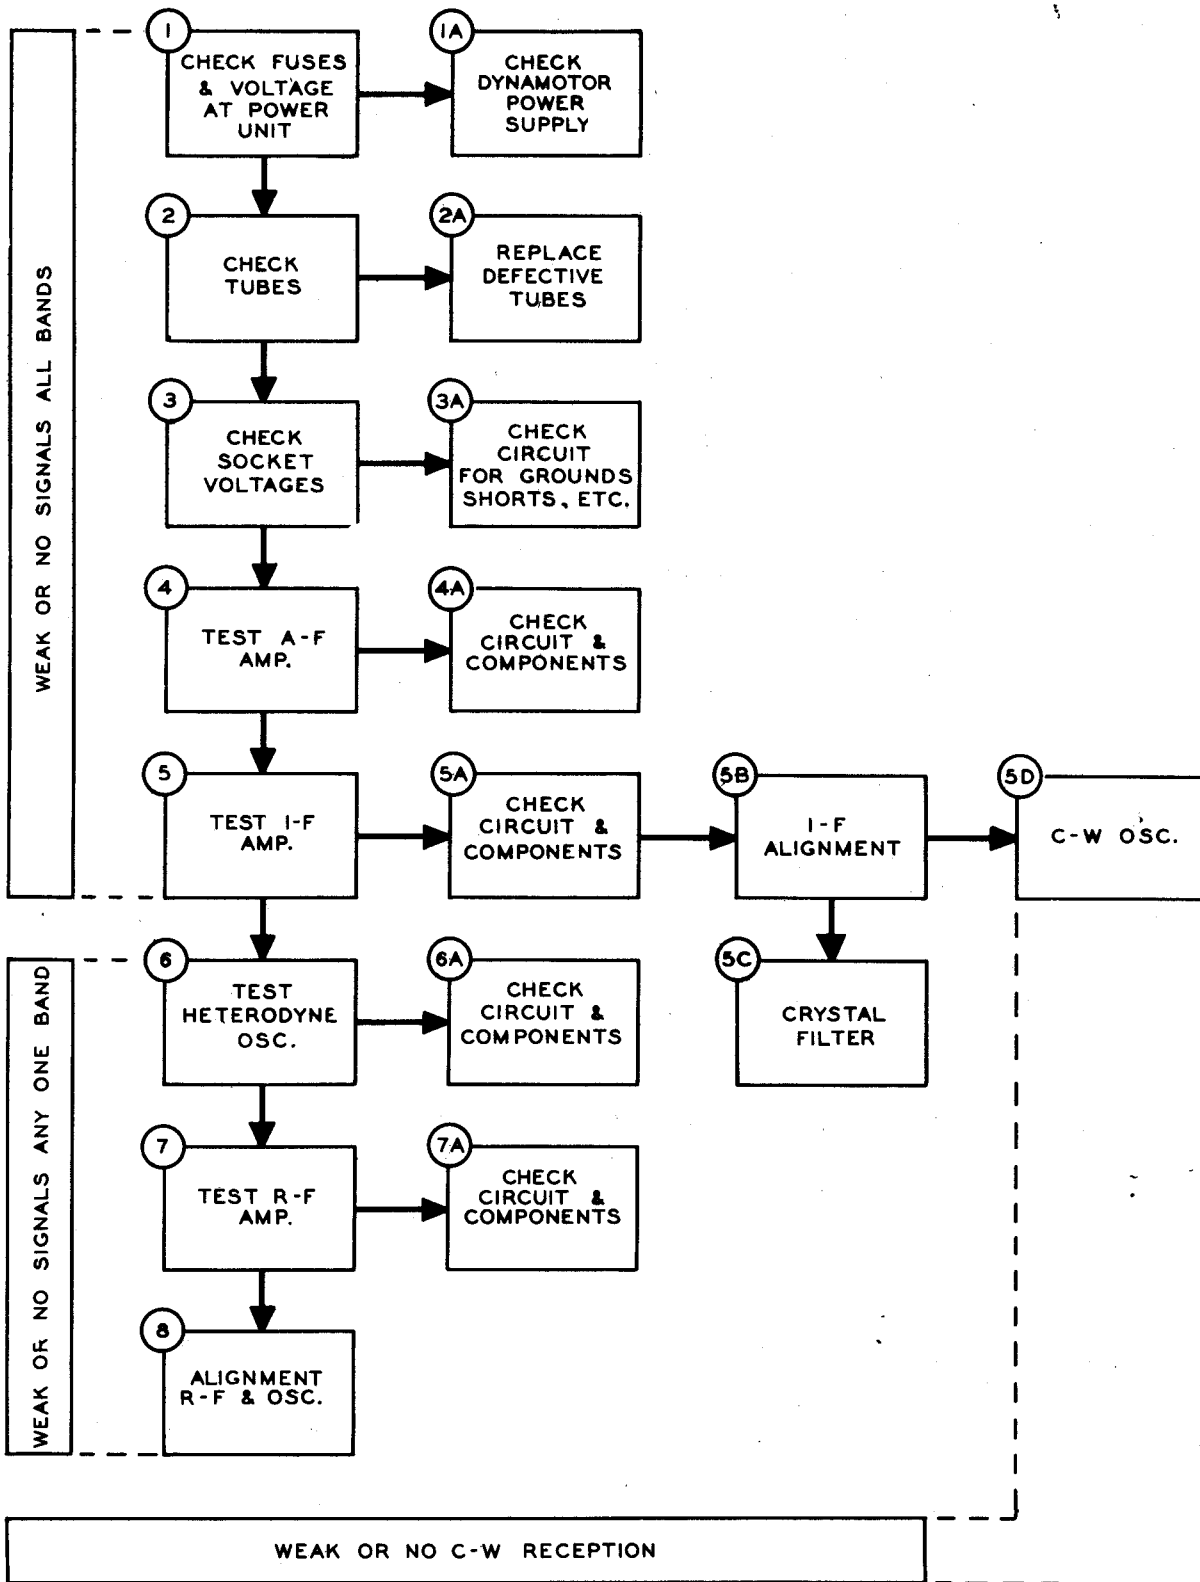 WEAK OR NO SIGNALS ALL BANDS
1
CHECK FUSES
& VOLTAGE
AT POWER
UNIT
1A
CHECK
DYNAMOTOR
POWER
SUPPLY
2
CHECK
TUBES
2A
REPLACE
DEFECTIVE
TUBES
3
CHECK
SOCKET
VOLTAGES
3A
CHECK
CIRCUIT
FOR GROUNDS
SHORTS, ETC.
4
TEST A-F
AMP.
4A
CHECK
CIRCUIT &
COMPONENTS
5
TEST I-F
AMP.
5A
CHECK
CIRCUIT &
COMPONENTS
5B
I-F
ALIGNMENT
5D
C-W OSC.
5C
CRYSTAL
FILTER
WEAK OR NO SIGNALS ANY ONE BAND
6
TEST
HETERODYNE
OSC.
6A
CHECK
CIRCUIT &
COMPONENTS
7
TEST R-F
AMP.
7A
CHECK
CIRCUIT &
COMPONENTS
8
ALIGNMENT
R-F & OSC.
WEAK OR NO C-W RECEPTION